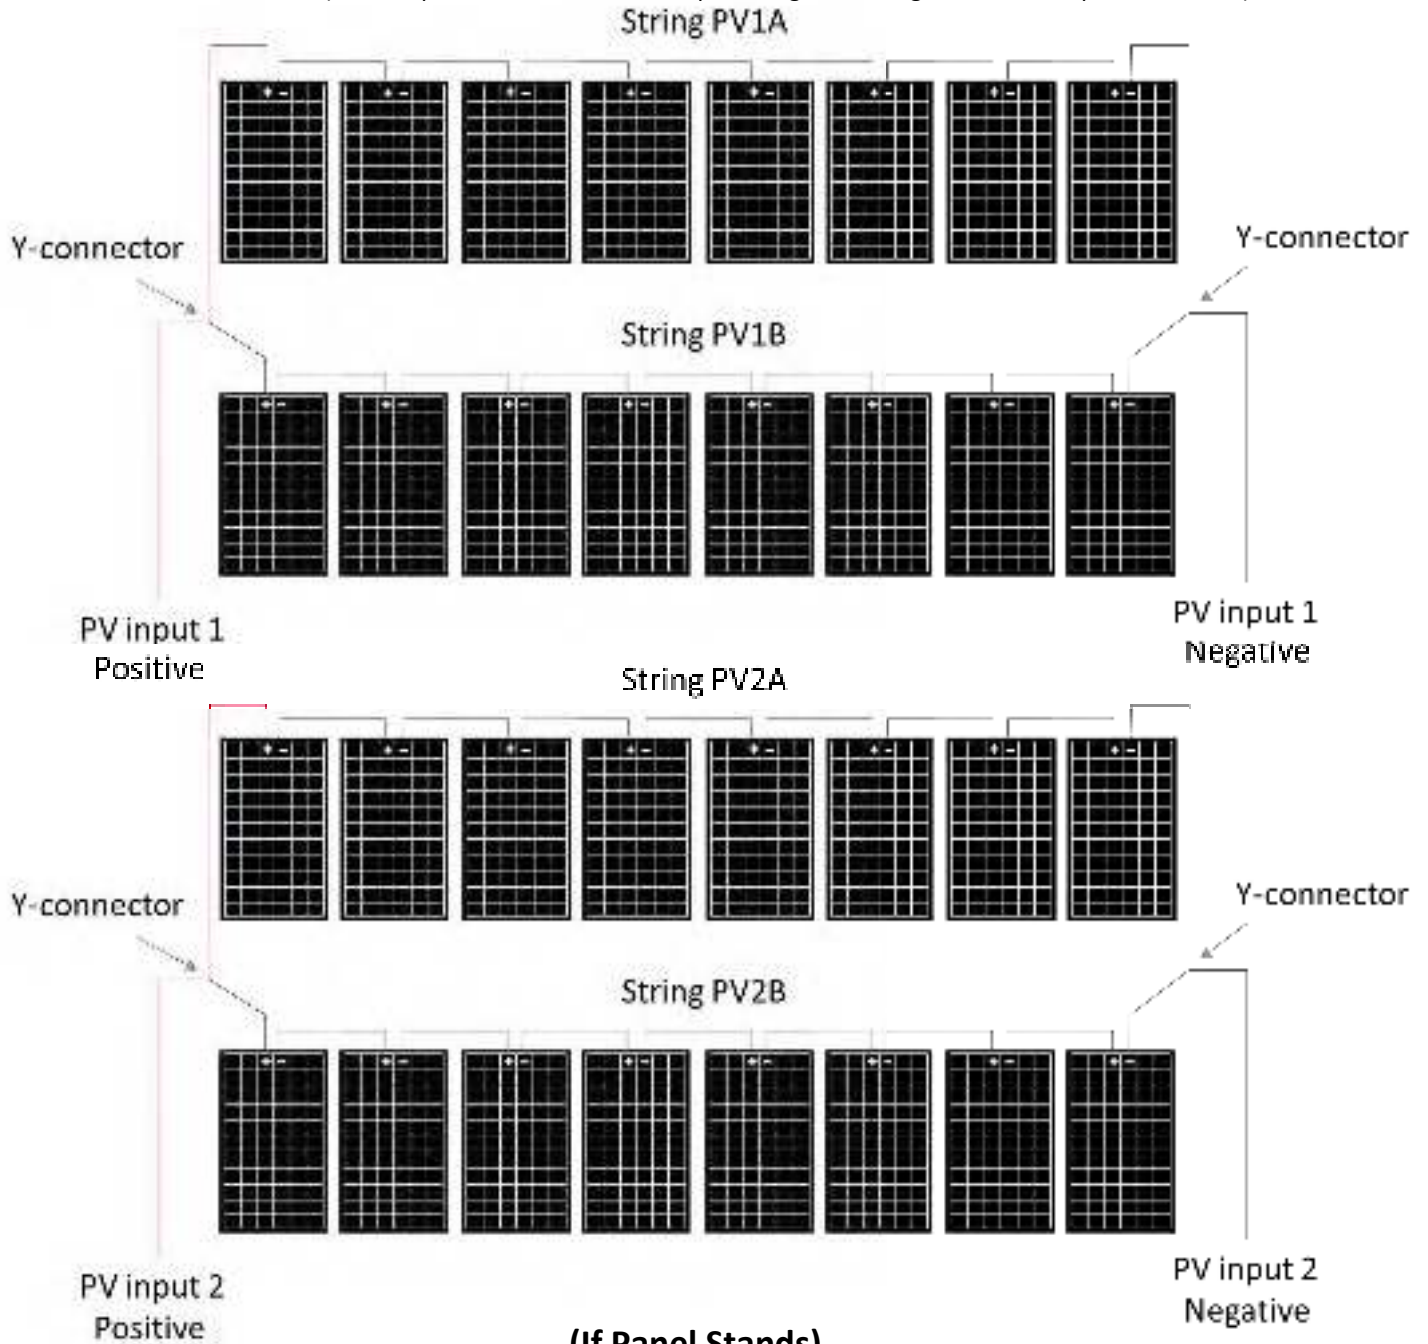 String PV1A
Y-connector
Y-connector
String PV1B
PV input 1
Positive
PV input 1
Negative
String PV2A
Y-connector
Y-connector
String PV2B
PV input 2
Positive
PV input 2
Negative
(If Panel Stands)